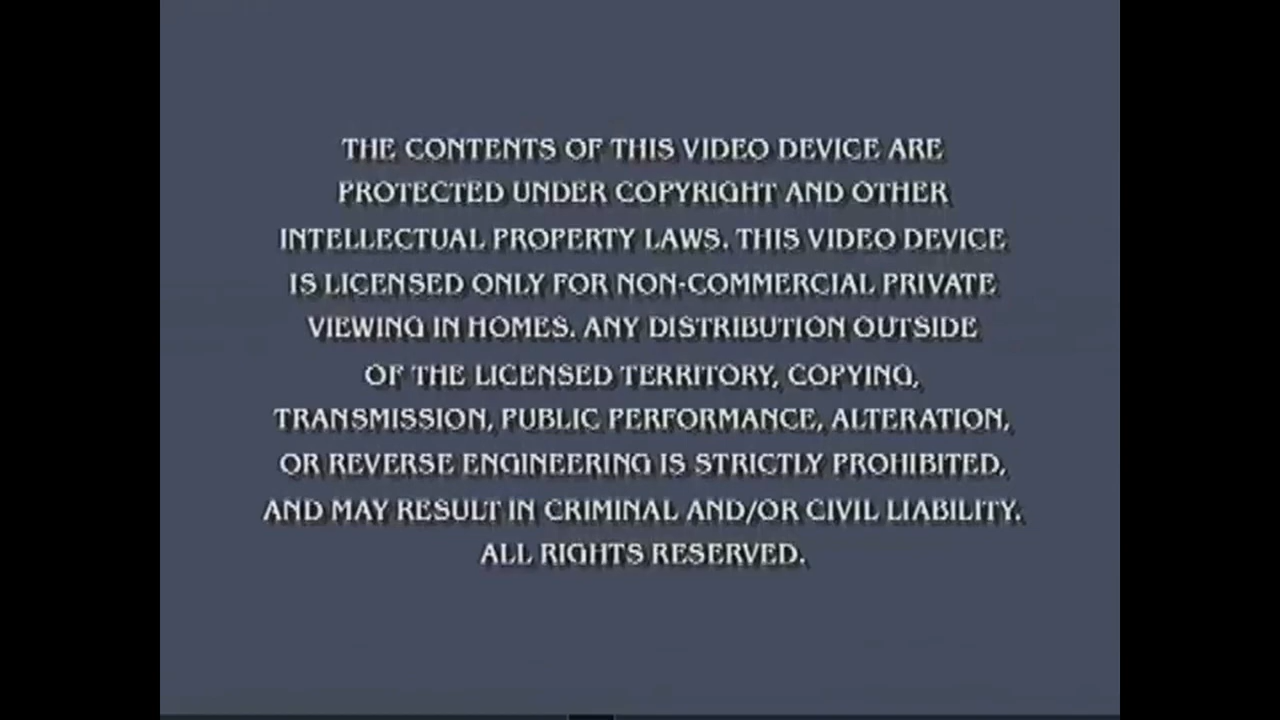 THE CONTENTS OF THIS VIDEO DEVICE ARE
PROTECTED UNDER COPYRIGHT AND OTHER
INTELLECTUAL PROPERTY LAWS. THIS VIDEO DEVICE
IS LICENSED ONLY FOR NON-COMMERCIAL PRIVATE
VIEWING IN HOMES. ANY DISTRIBUTION OUTSIDE
OF THE LICENSED TERRITORY, COPYING,
TRANSMISSION, PUBLIC PERFORMANCE, ALTERATION,
OR REVERSE ENGINEERING IS STRICTLY PROHIBITED,
AND MAY RESULT IN CRIMINAL AND/OR CIVIL LIABILITY.
ALL RIGHTS RESERVED.